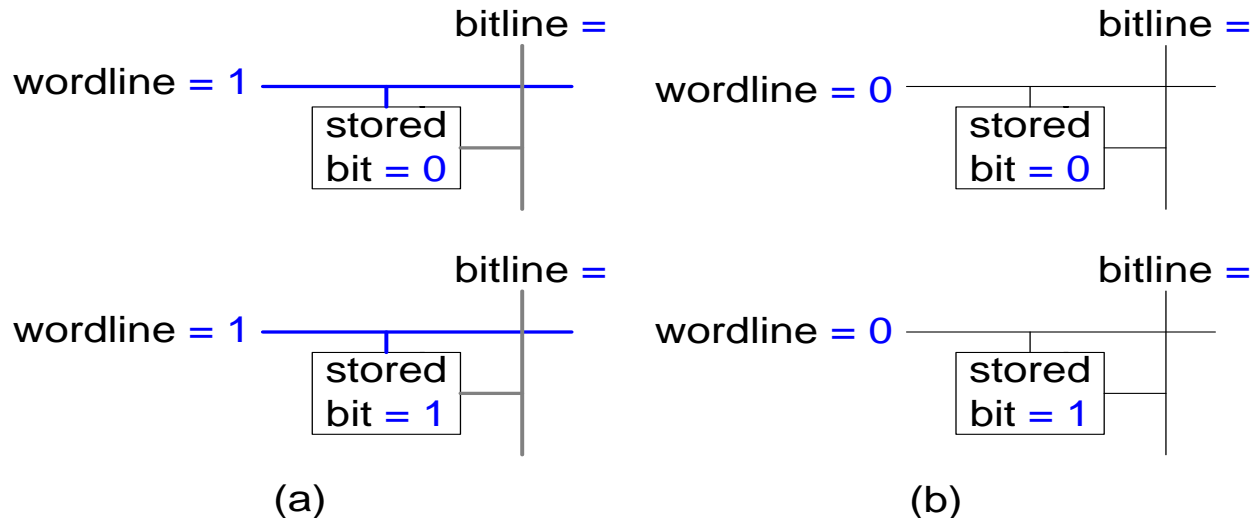 bitline =
wordline = 1
stored
bit = 0
bitline =
wordline = 1
stored
bit = 1
(a)
bitline =
wordline = 0
stored
bit = 0
bitline =
wordline = 0
stored
bit = 1
(b)